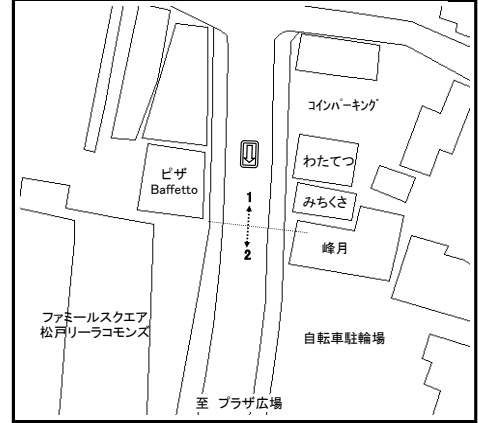 コインパーキング
わたてつ
ピザ
Baffetto
みちくさ
1
2
峰月
ファミールスクエア
松戸リーラコモンズ
自転車駐輪場
至 プラザ広場